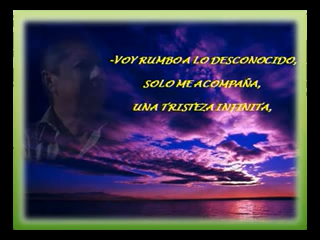 -VOY RUMBO A LO DESCONOCIDO,
SOLO ME ACOMPAÑA,
UNA TRISTEZA INFINITA,